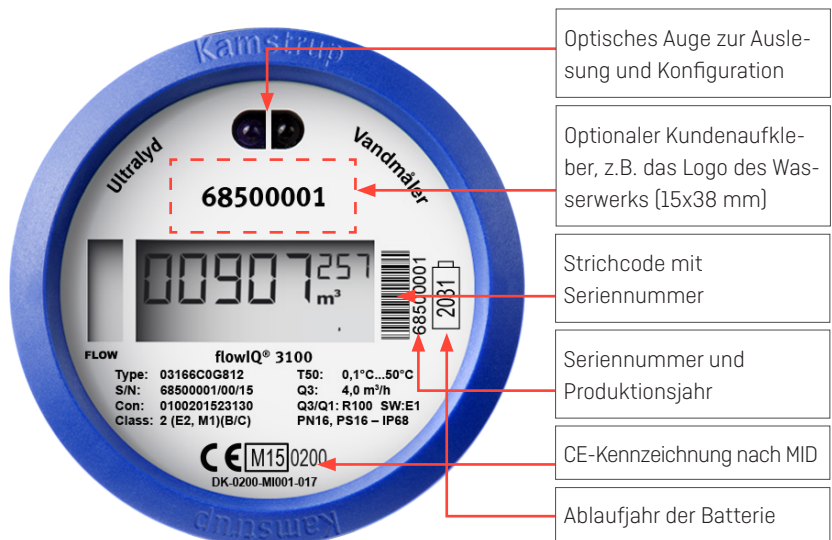 Kamstrup
Ultralyd
Vandmåler
68500001
00907257
m³
68500001
2031
FLOW
flowIQ® 3100
Type: 03166C0G812 T50: 0,1°C...50°C
S/N: 68500001/00/15 Q3: 4,0 m³/h
Con: 0100201523130 Q3/Q1: R100 SW:E1
Class: 2 (E2, M1)(B/C) PN16, PS16 – IP68
CE M15 0200
DK-0200-MI001-017
Kamstrup
Optisches Auge zur Ausle-
sung und Konfiguration
Optionaler Kundenaufkle-
ber, z.B. das Logo des Was-
serwerks (15x38 mm)
Strichcode mit
Seriennummer
Seriennummer und
Produktionsjahr
CE-Kennzeichnung nach MID
Ablaufjahr der Batterie